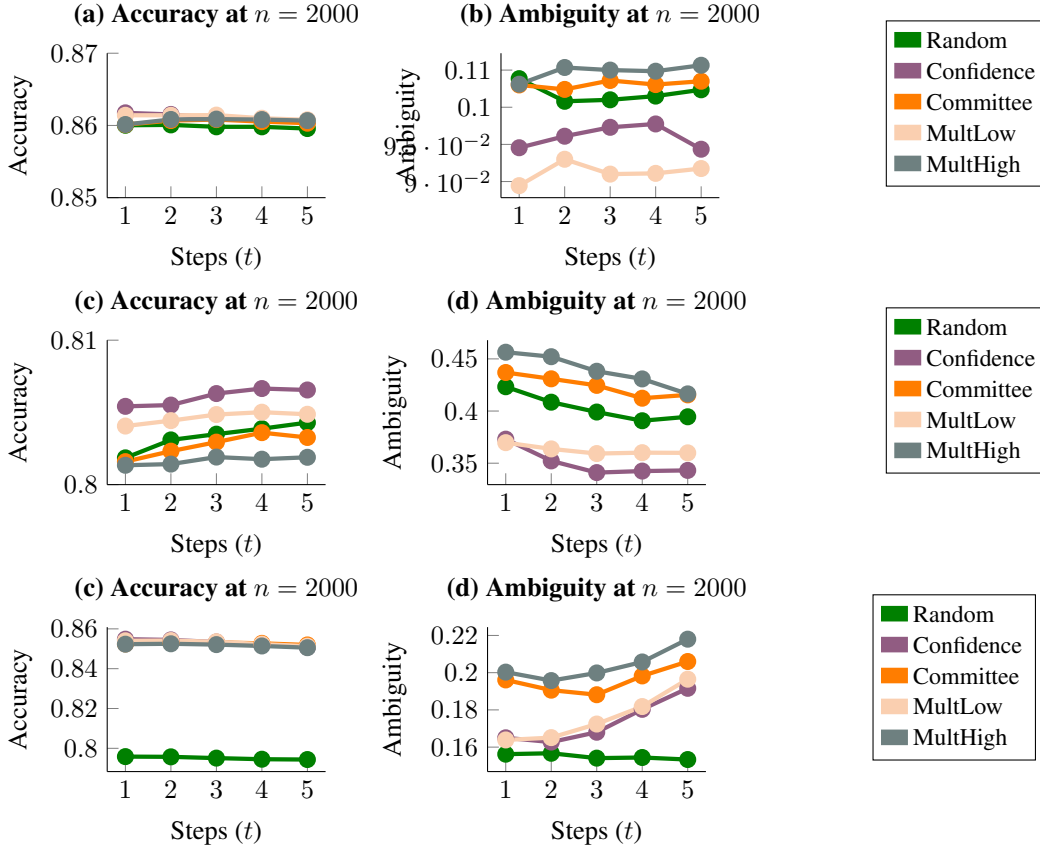 (a) Accuracy at n = 2000
(b) Ambiguity at n = 2000
0.87
0.86
0.85
Accuracy
1 2 3 4 5
Steps (t)
0.11
0.1
9.5 · 10⁻²
9 · 10⁻²
Ambiguity
1 2 3 4 5
Steps (t)
Random
Confidence
Committee
MultLow
MultHigh
(c) Accuracy at n = 2000
(d) Ambiguity at n = 2000
0.81
0.8
Accuracy
1 2 3 4 5
Steps (t)
0.45
0.4
0.35
Ambiguity
1 2 3 4 5
Steps (t)
Random
Confidence
Committee
MultLow
MultHigh
(c) Accuracy at n = 2000
(d) Ambiguity at n = 2000
0.86
0.84
0.82
0.8
Accuracy
1 2 3 4 5
Steps (t)
0.22
0.2
0.18
0.16
Ambiguity
1 2 3 4 5
Steps (t)
Random
Confidence
Committee
MultLow
MultHigh